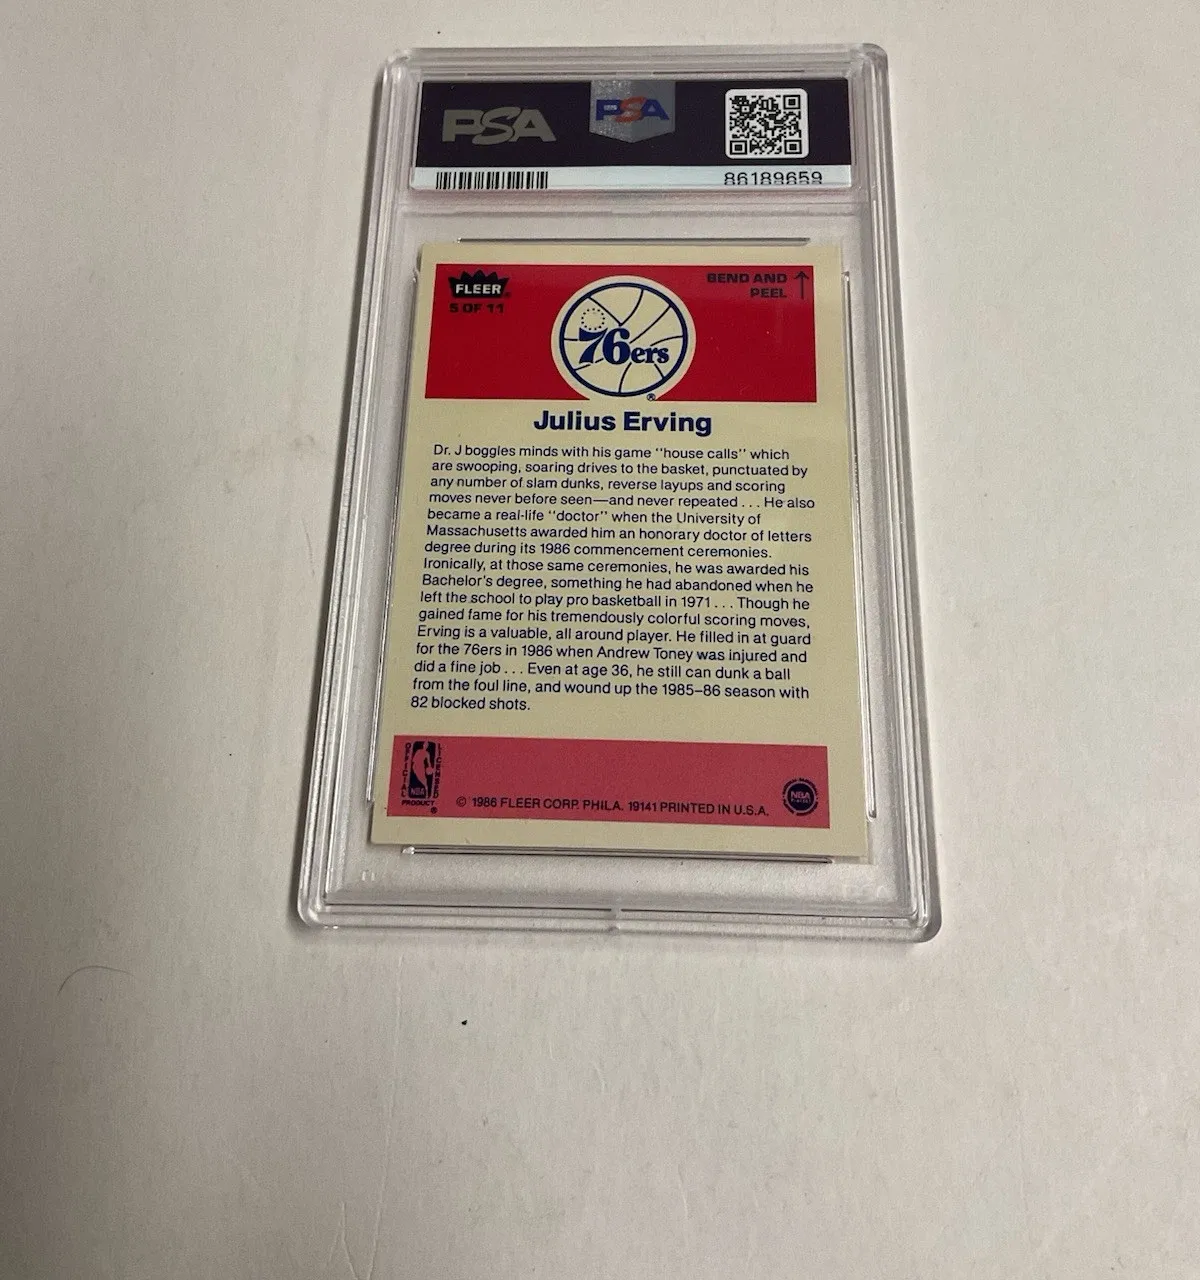 PSA PSA
86189659
FLEER®
5 OF 11
BEND AND
PEEL
76ers
®
Julius Erving
Dr. J boggles minds with his game "house calls" which
are swooping, soaring drives to the basket, punctuated by
any number of slam dunks, reverse layups and scoring
moves never before seen—and never repeated . . . He also
became a real-life "doctor" when the University of
Massachusetts awarded him an honorary doctor of letters
degree during its 1986 commencement ceremonies.
Ironically, at those same ceremonies, he was awarded his
Bachelor's degree, something he had abandoned when he
left the school to play pro basketball in 1971 . . . Though he
gained fame for his tremendously colorful scoring moves,
Erving is a valuable, all around player. He filled in at guard
for the 76ers in 1986 when Andrew Toney was injured and
did a fine job . . . Even at age 36, he still can dunk a ball
from the foul line, and wound up the 1985–86 season with
82 blocked shots.
OFFICIAL NBA LICENSED
PRODUCT
®
© 1986 FLEER CORP. PHILA. 19141 PRINTED IN U.S.A.
NBA